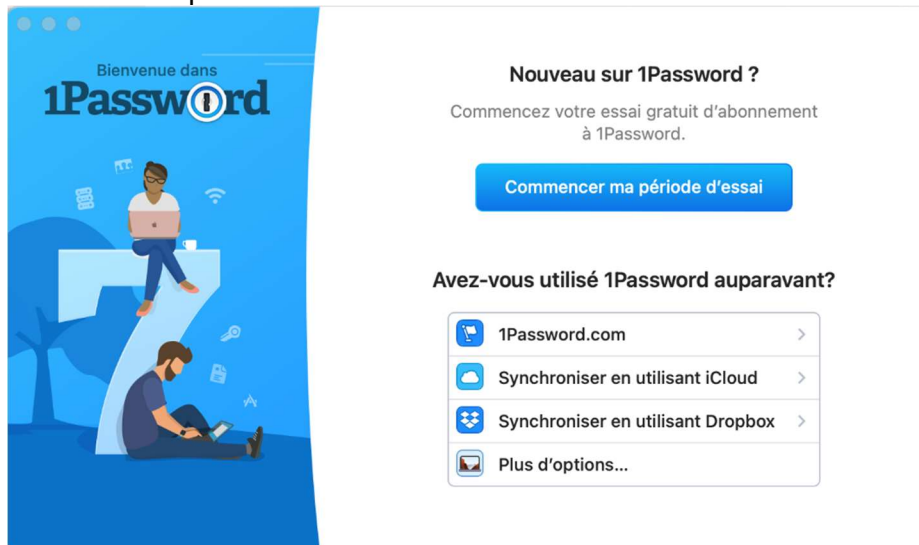 Bienvenue dans
1Password
Nouveau sur 1Password ?
Commencez votre essai gratuit d'abonnement
à 1Password.
Commencer ma période d'essai
Avez-vous utilisé 1Password auparavant?
1Password.com
Synchroniser en utilisant iCloud
Synchroniser en utilisant Dropbox
Plus d'options...